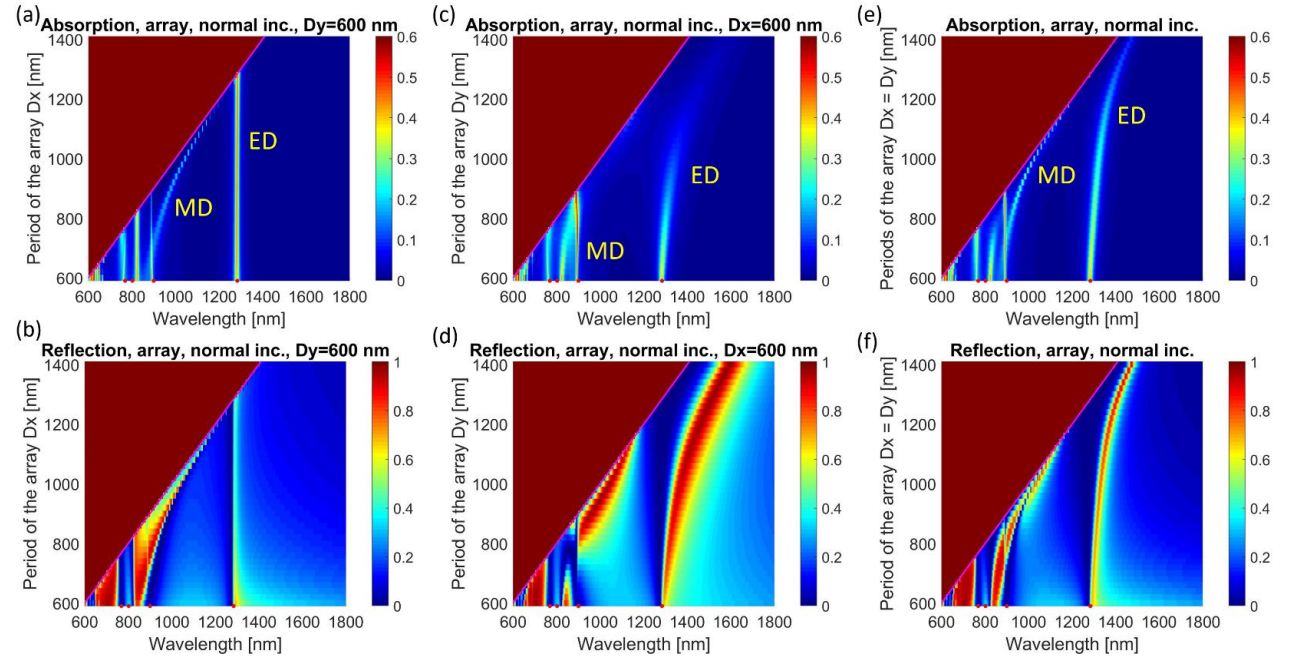 (a)
Absorption, array, normal inc., Dy=600 nm
Period of the array Dx [nm]
1400
1200
1000
800
600
ED
MD
600 800 1000 1200 1400 1600 1800
Wavelength [nm]
0.6
0.5
0.4
0.3
0.2
0.1
0
(c)
Absorption, array, normal inc., Dx=600 nm
Period of the array Dy [nm]
1400
1200
1000
800
600
ED
MD
600 800 1000 1200 1400 1600 1800
Wavelength [nm]
0.6
0.5
0.4
0.3
0.2
0.1
0
(e)
Absorption, array, normal inc.
Periods of the array Dx = Dy [nm]
1400
1200
1000
800
600
ED
MD
600 800 1000 1200 1400 1600 1800
Wavelength [nm]
0.6
0.5
0.4
0.3
0.2
0.1
0
(b)
Reflection, array, normal inc., Dy=600 nm
Period of the array Dx [nm]
1400
1200
1000
800
600
600 800 1000 1200 1400 1600 1800
Wavelength [nm]
1
0.8
0.6
0.4
0.2
0
(d)
Reflection, array, normal inc., Dx=600 nm
Period of the array Dy [nm]
1400
1200
1000
800
600
600 800 1000 1200 1400 1600 1800
Wavelength [nm]
1
0.8
0.6
0.4
0.2
0
(f)
Reflection, array, normal inc.
Period of the array Dx = Dy [nm]
1400
1200
1000
800
600
600 800 1000 1200 1400 1600 1800
Wavelength [nm]
1
0.8
0.6
0.4
0.2
0